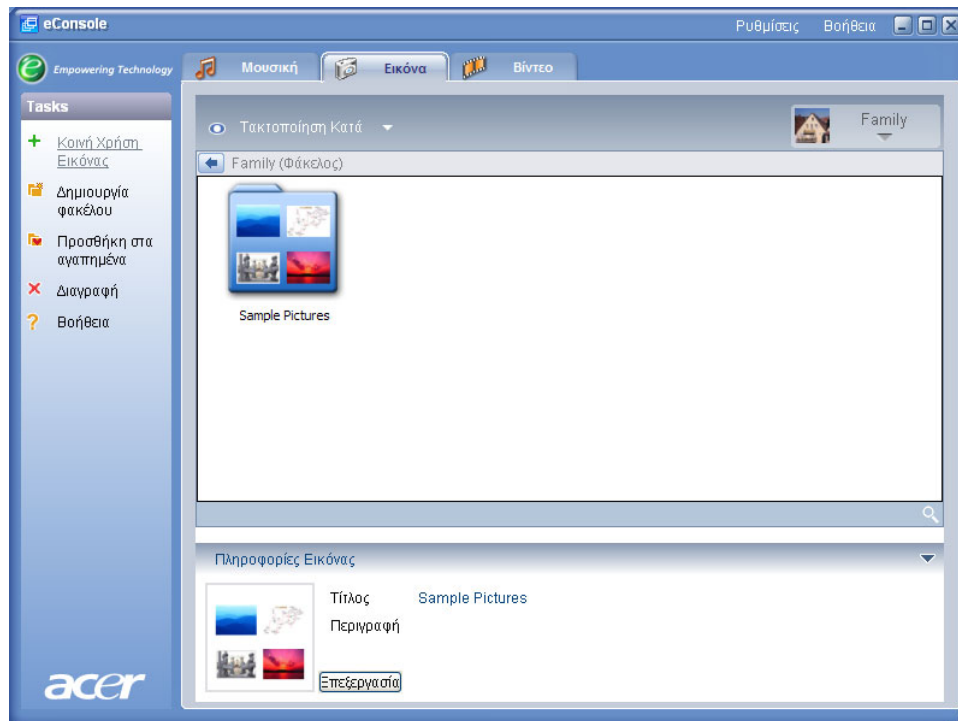 eConsole
Ρυθμίσεις Βοήθεια
Empowering Technology
Μουσική Εικόνα Βίντεο
Tasks
Κοινή Χρήση
Εικόνας
Δημιουργία
φακέλου
Προσθήκη στα
αγαπημένα
Διαγραφή
Βοήθεια
Τακτοποίηση Κατά
Family
Family (Φάκελος)
Sample Pictures
Πληροφορίες Εικόνας
Τίτλος Sample Pictures
Περιγραφή
Επεξεργασία
acer